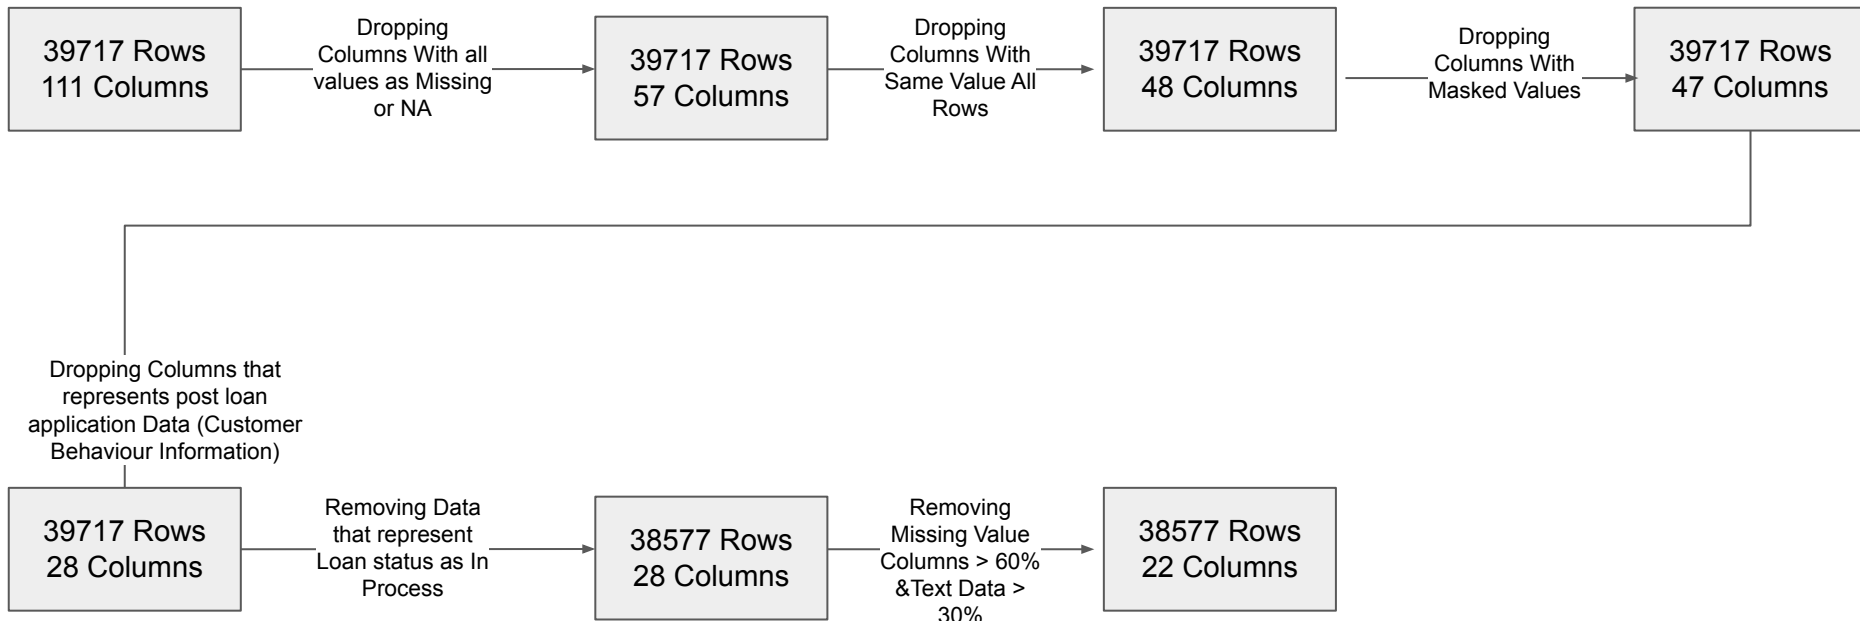 39717 Rows
111 Columns
Dropping
Columns With all
values as Missing
or NA
39717 Rows
57 Columns
Dropping
Columns With
Same Value All
Rows
39717 Rows
48 Columns
Dropping
Columns With
Masked Values
39717 Rows
47 Columns
Dropping Columns that
represents post loan
application Data (Customer
Behaviour Information)
39717 Rows
28 Columns
Removing Data
that represent
Loan status as In
Process
38577 Rows
28 Columns
Removing
Missing Value
Columns > 60%
&Text Data >
30%
38577 Rows
22 Columns